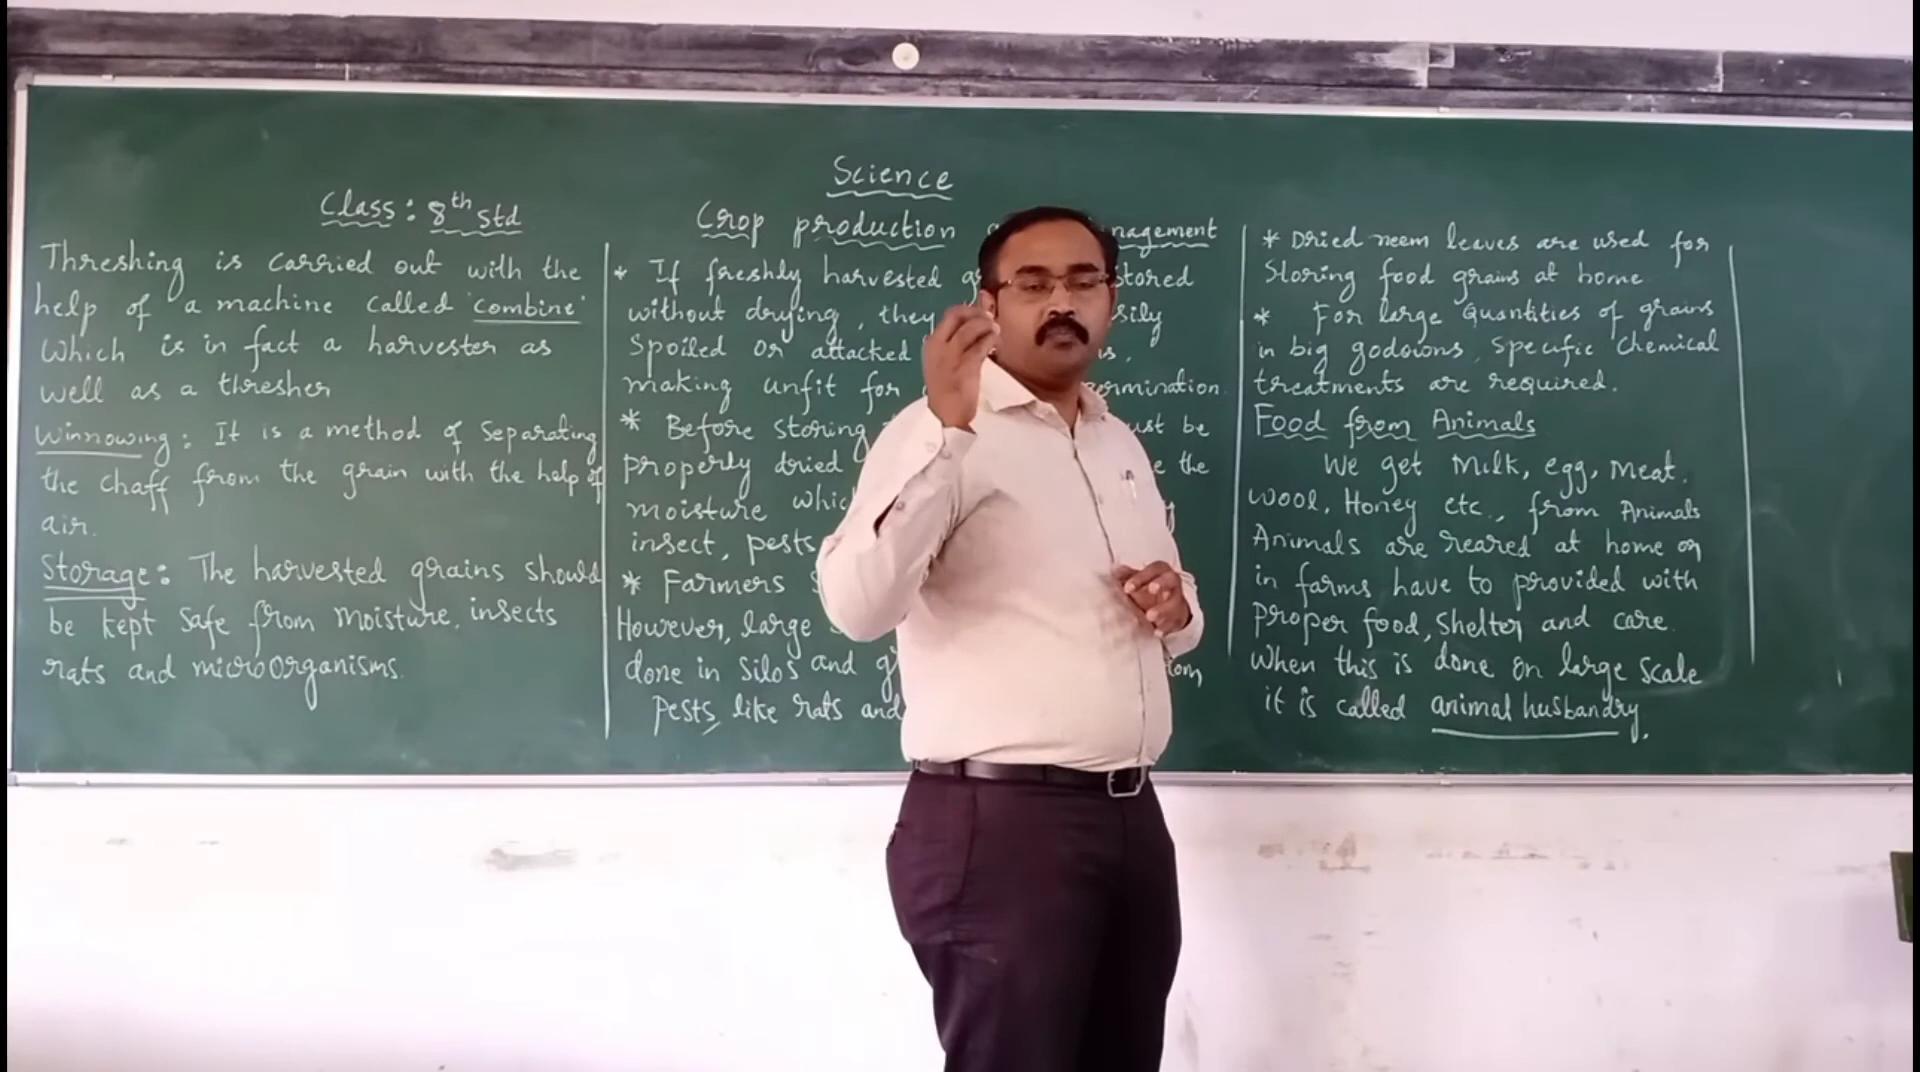 Science
Class: 8th std
Crop production nagement
Threshing is carried out with the
help of a machine called 'combine'
Which is in fact a harvester as
well as a thresher
Winnowing: It is a method of Separating
the chaff from the grain with the help of
air.
Storage: The harvested grains should
be kept safe from moisture, insects
rats and microorganisms.
* If freshly harvested stored
without drying, they sily
spoiled or attacked
making unfit for ermination.
* Before storing ust be
properly dried the
moisture whic
insect, pests
* Farmers
However, large
done in Silos and
Pests, like rats and
* Dried neem leaves are used for
storing food grains at home
* For large Quantities of grains
in big godowns, specific chemical
treatments are required.
Food from Animals
We get Milk, egg, meat.
wool, Honey etc., from Animals
Animals are reared at home or
in farms have to provided with
proper food, shelter and care.
When this is done on large scale
it is called animal husbandry.